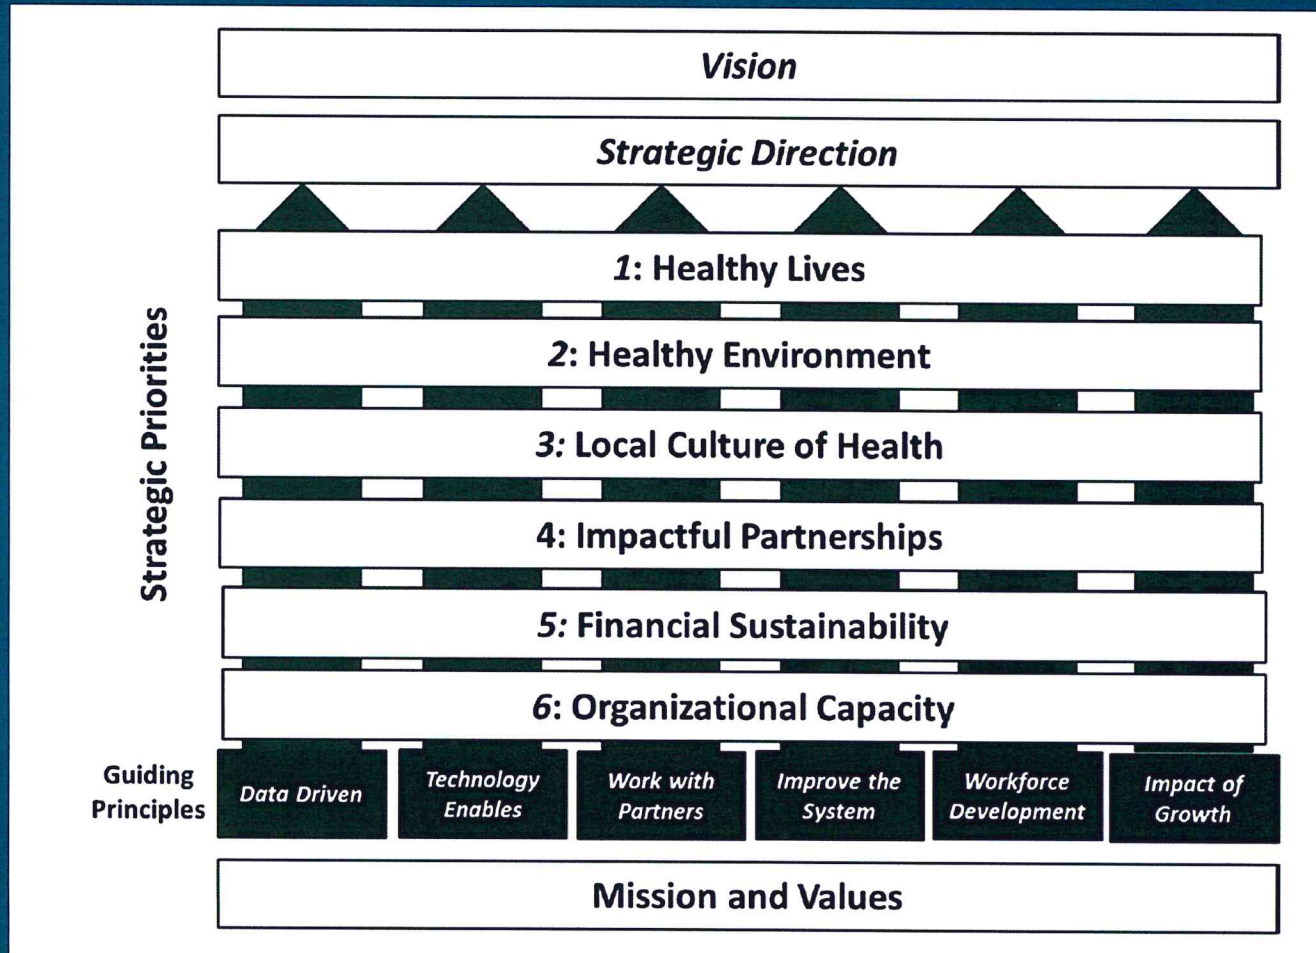 Vision
Strategic Direction
Strategic Priorities
1: Healthy Lives
2: Healthy Environment
3: Local Culture of Health
4: Impactful Partnerships
5: Financial Sustainability
6: Organizational Capacity
Guiding
Principles
Data Driven
Technology
Enables
Work with
Partners
Improve the
System
Workforce
Development
Impact of
Growth
Mission and Values